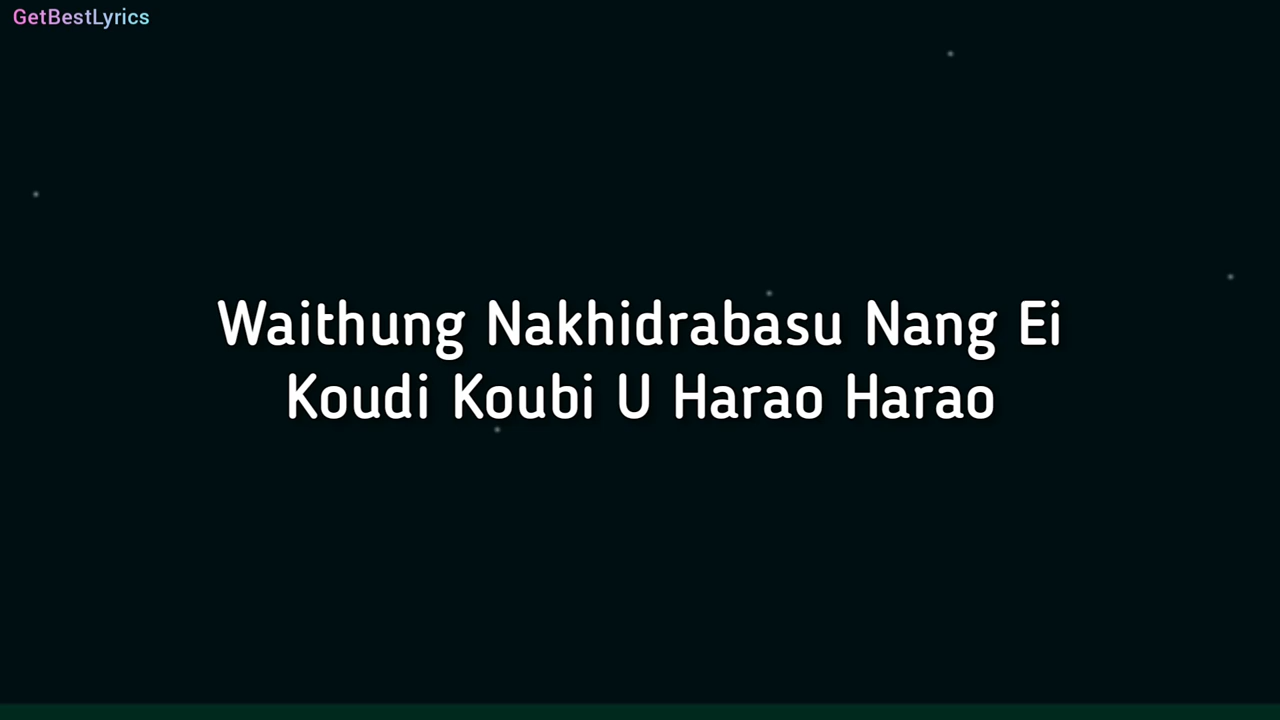 GetBestLyrics
Waithung Nakhidrabasu Nang Ei
Koudi Koubi U Harao Harao